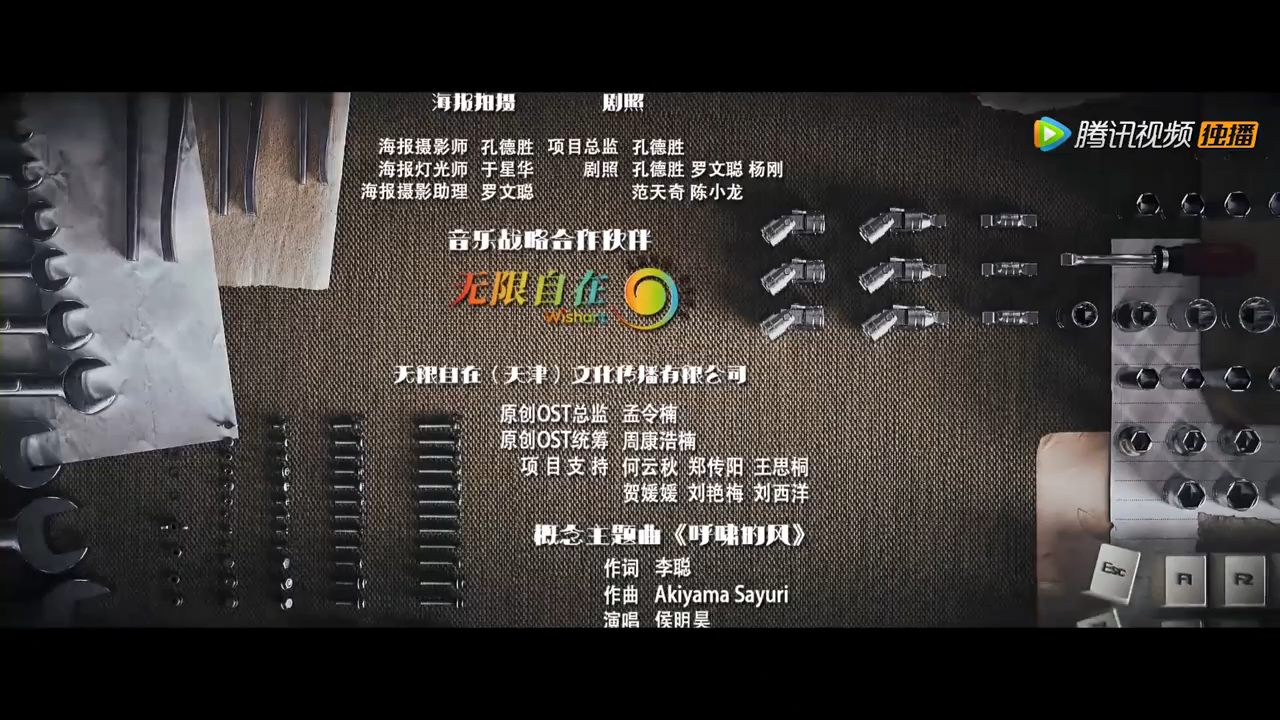 海报拍摄 剧照
腾讯视频 独播
海报摄影师 孔德胜 项目总监 孔德胜
海报灯光师 于星华 剧照 孔德胜 罗文聪 杨刚
海报摄影助理 罗文聪 范天奇 陈小龙
音乐战略合作伙伴
无限自在
Wishart
无限自在（天津）文化传播有限公司
原创OST总监 孟令楠
原创OST统筹 周康浩楠
项目支持 何云秋 郑传阳 王思桐
贺媛媛 刘艳梅 刘西洋
概念主题曲《呼啸的风》
作词 李聪
作曲 Akiyama Sayuri
演唱 侯明昊
Esc F1 F2